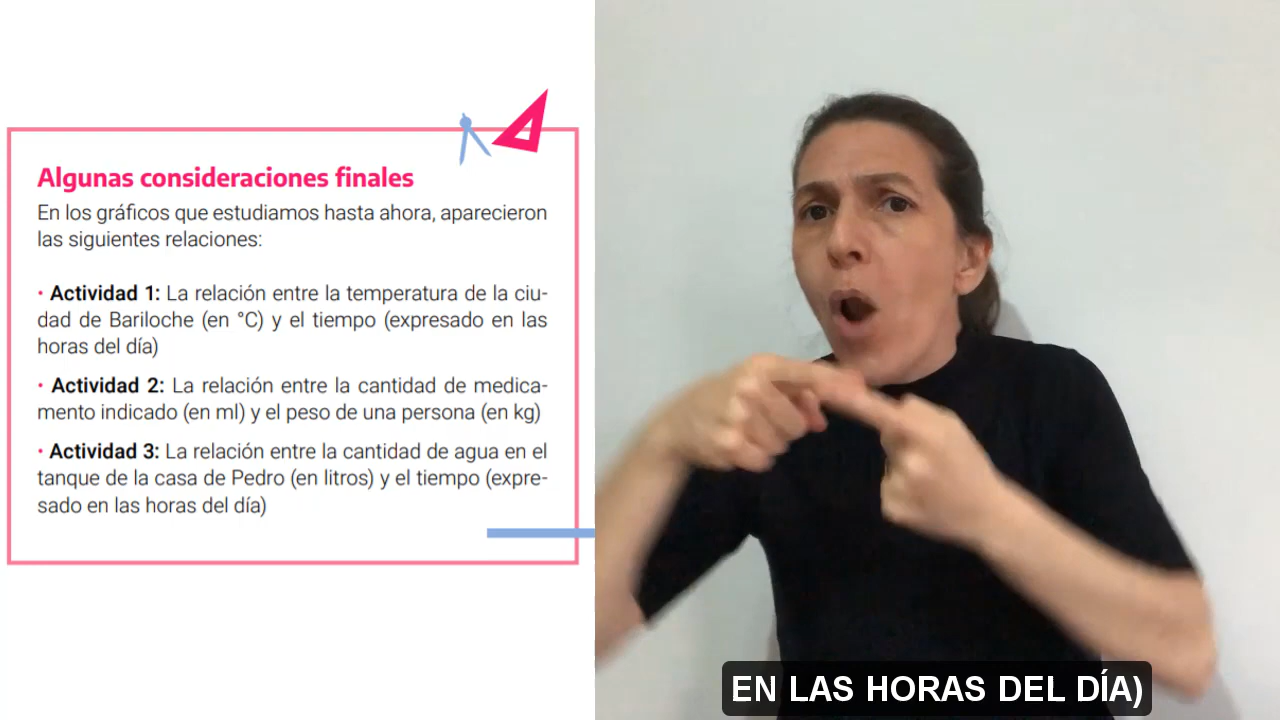 Algunas consideraciones finales
En los gráficos que estudiamos hasta ahora, aparecieron
las siguientes relaciones:
• Actividad 1: La relación entre la temperatura de la ciu-
dad de Bariloche (en °C) y el tiempo (expresado en las
horas del día)
• Actividad 2: La relación entre la cantidad de medica-
mento indicado (en ml) y el peso de una persona (en kg)
• Actividad 3: La relación entre la cantidad de agua en el
tanque de la casa de Pedro (en litros) y el tiempo (expre-
sado en las horas del día)
EN LAS HORAS DEL DÍA)